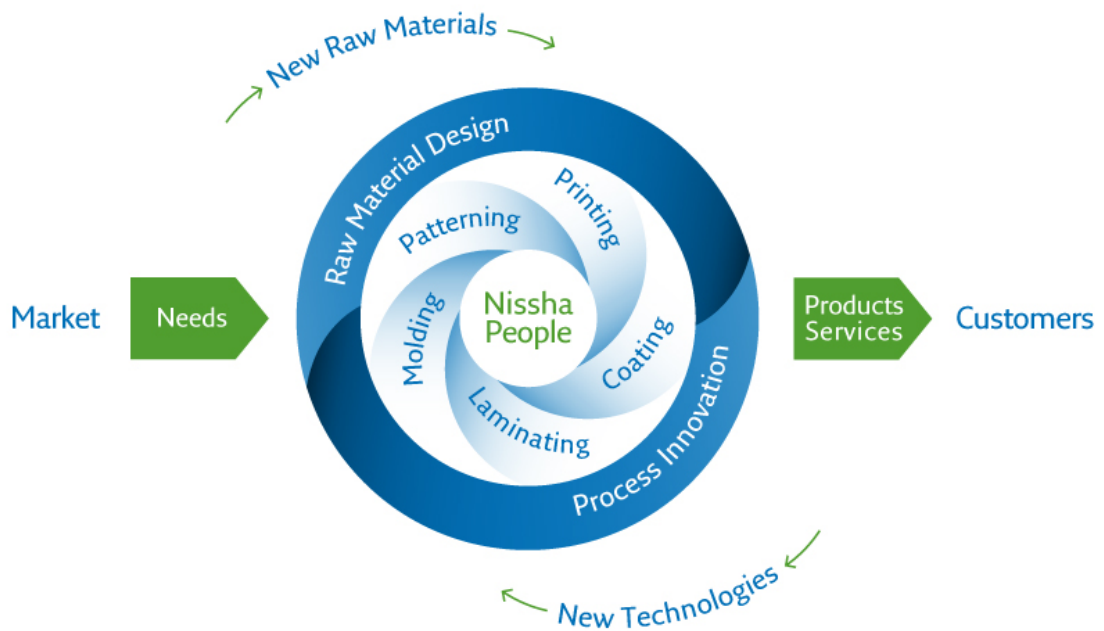 New Raw Materials
Raw Material Design
Printing
Patterning
Market
Needs
Molding
Nissha
People
Coating
Laminating
Products
Services
Customers
Process Innovation
New Technologies